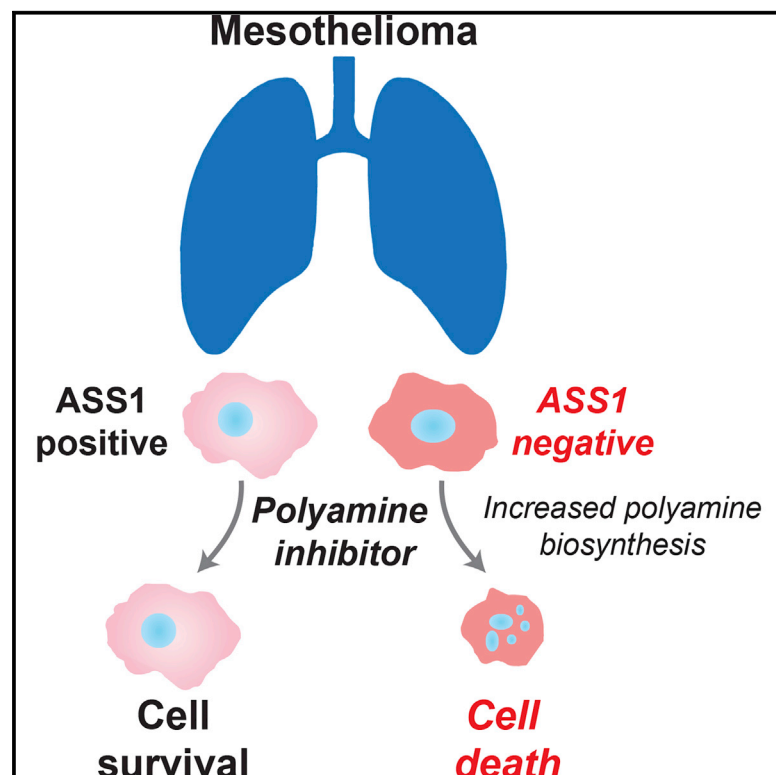 Mesothelioma
ASS1
positive
ASS1
negative
Polyamine
inhibitor
Increased polyamine
biosynthesis
Cell
survival
Cell
death